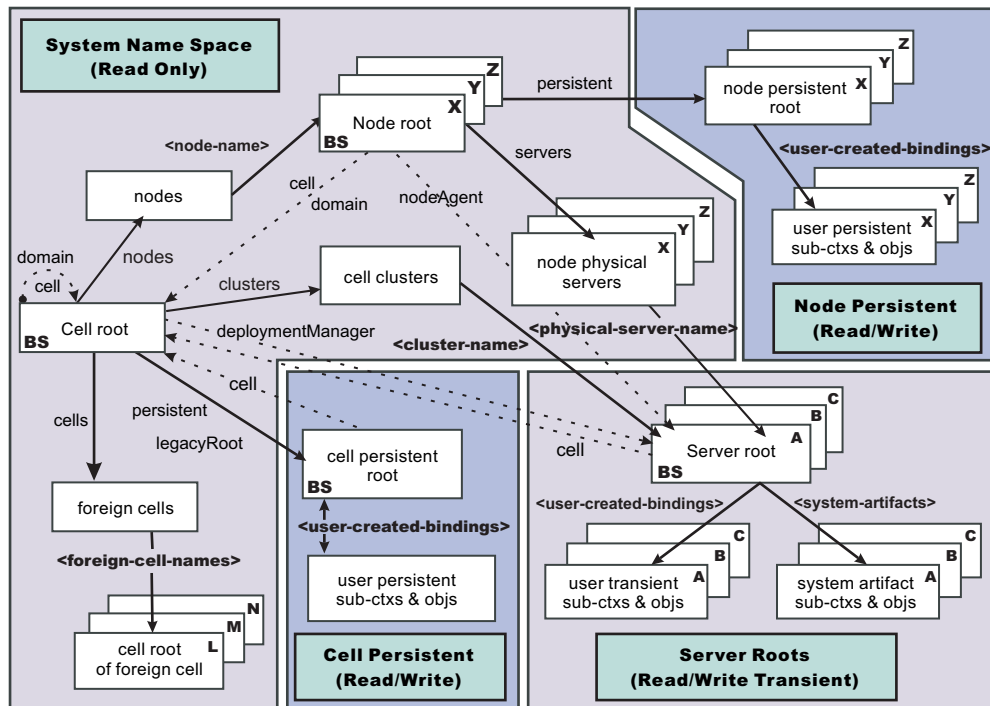 System Name Space
(Read Only)
Z
Y
X
Node root
BS
persistent
Z
Y
X
node persistent
root
<node-name>
servers
<user-created-bindings>
cell
domain
nodeAgent
nodes
Z
Y
X
user persistent
sub-ctxs & objs
Z
Y
X
node physical
servers
domain
cell
nodes
clusters
cell clusters
Node Persistent
(Read/Write)
Cell root
BS
deploymentManager
<physical-server-name>
<cluster-name>
cell
cells
persistent
legacyRoot
C
B
A
Server root
BS
cell
cell persistent
root
BS
foreign cells
<user-created-bindings>
<user-created-bindings>
<system-artifacts>
<foreign-cell-names>
user persistent
sub-ctxs & objs
C
B
A
user transient
sub-ctxs & objs
C
B
A
system artifact
sub-ctxs & objs
N
M
L
cell root
of foreign cell
Cell Persistent
(Read/Write)
Server Roots
(Read/Write Transient)